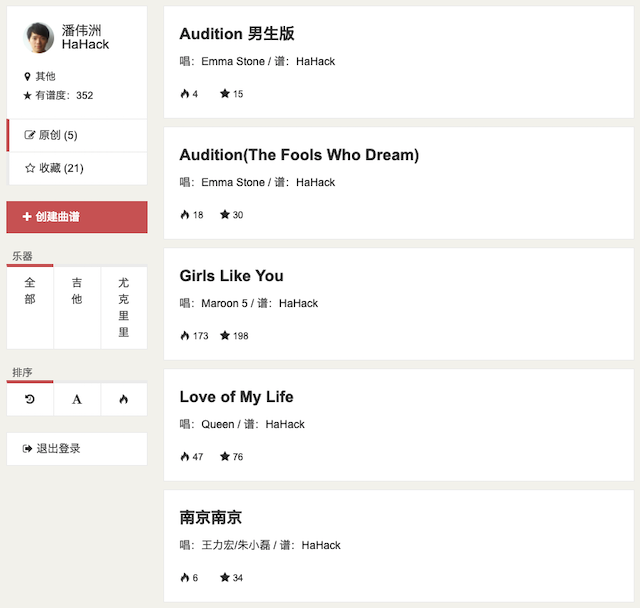 潘伟洲
HaHack
其他
有谱度：352
原创 (5)
收藏 (21)
创建曲谱
乐器
全部
吉他
尤克里里
排序
A
退出登录
Audition 男生版
唱：Emma Stone / 谱：HaHack
4 15
Audition(The Fools Who Dream)
唱：Emma Stone / 谱：HaHack
18 30
Girls Like You
唱：Maroon 5 / 谱：HaHack
173 198
Love of My Life
唱：Queen / 谱：HaHack
47 76
南京南京
唱：王力宏/朱小磊 / 谱：HaHack
6 34